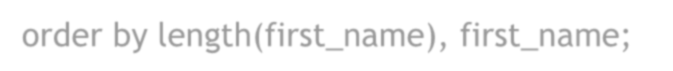 order by length(first_name), first_name;